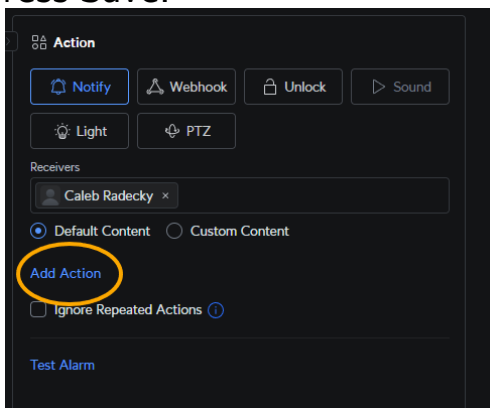 Action
Notify Webhook Unlock Sound
Light PTZ
Receivers
Caleb Radecky ×
Default Content Custom Content
Add Action
Ignore Repeated Actions
Test Alarm